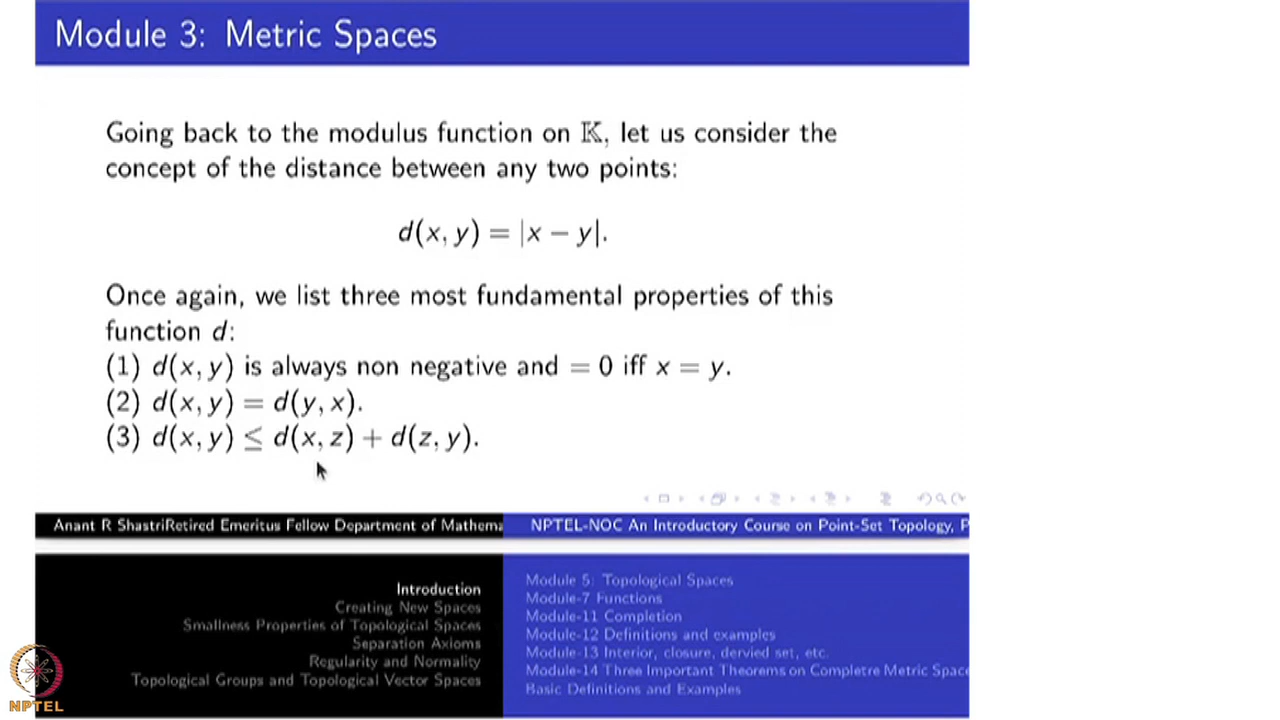 Module 3: Metric Spaces
Going back to the modulus function on 𝕂, let us consider the
concept of the distance between any two points:
d(x, y) = |x − y|.
Once again, we list three most fundamental properties of this
function d:
(1) d(x, y) is always non negative and = 0 iff x = y.
(2) d(x, y) = d(y, x).
(3) d(x, y) ≤ d(x, z) + d(z, y).
Anant R ShastriRetired Emeritus Fellow Department of Mathema
NPTEL-NOC An Introductory Course on Point-Set Topology, P
Introduction
Creating New Spaces
Smallness Properties of Topological Spaces
Separation Axioms
Regularity and Normality
Topological Groups and Topological Vector Spaces
Module 5: Topological Spaces
Module-7 Functions
Module-11 Completion
Module-12 Definitions and examples
Module-13 Interior, closure, dervied set, etc.
Module-14 Three Important Theorems on Completre Metric Space
Basic Definitions and Examples
NPTEL